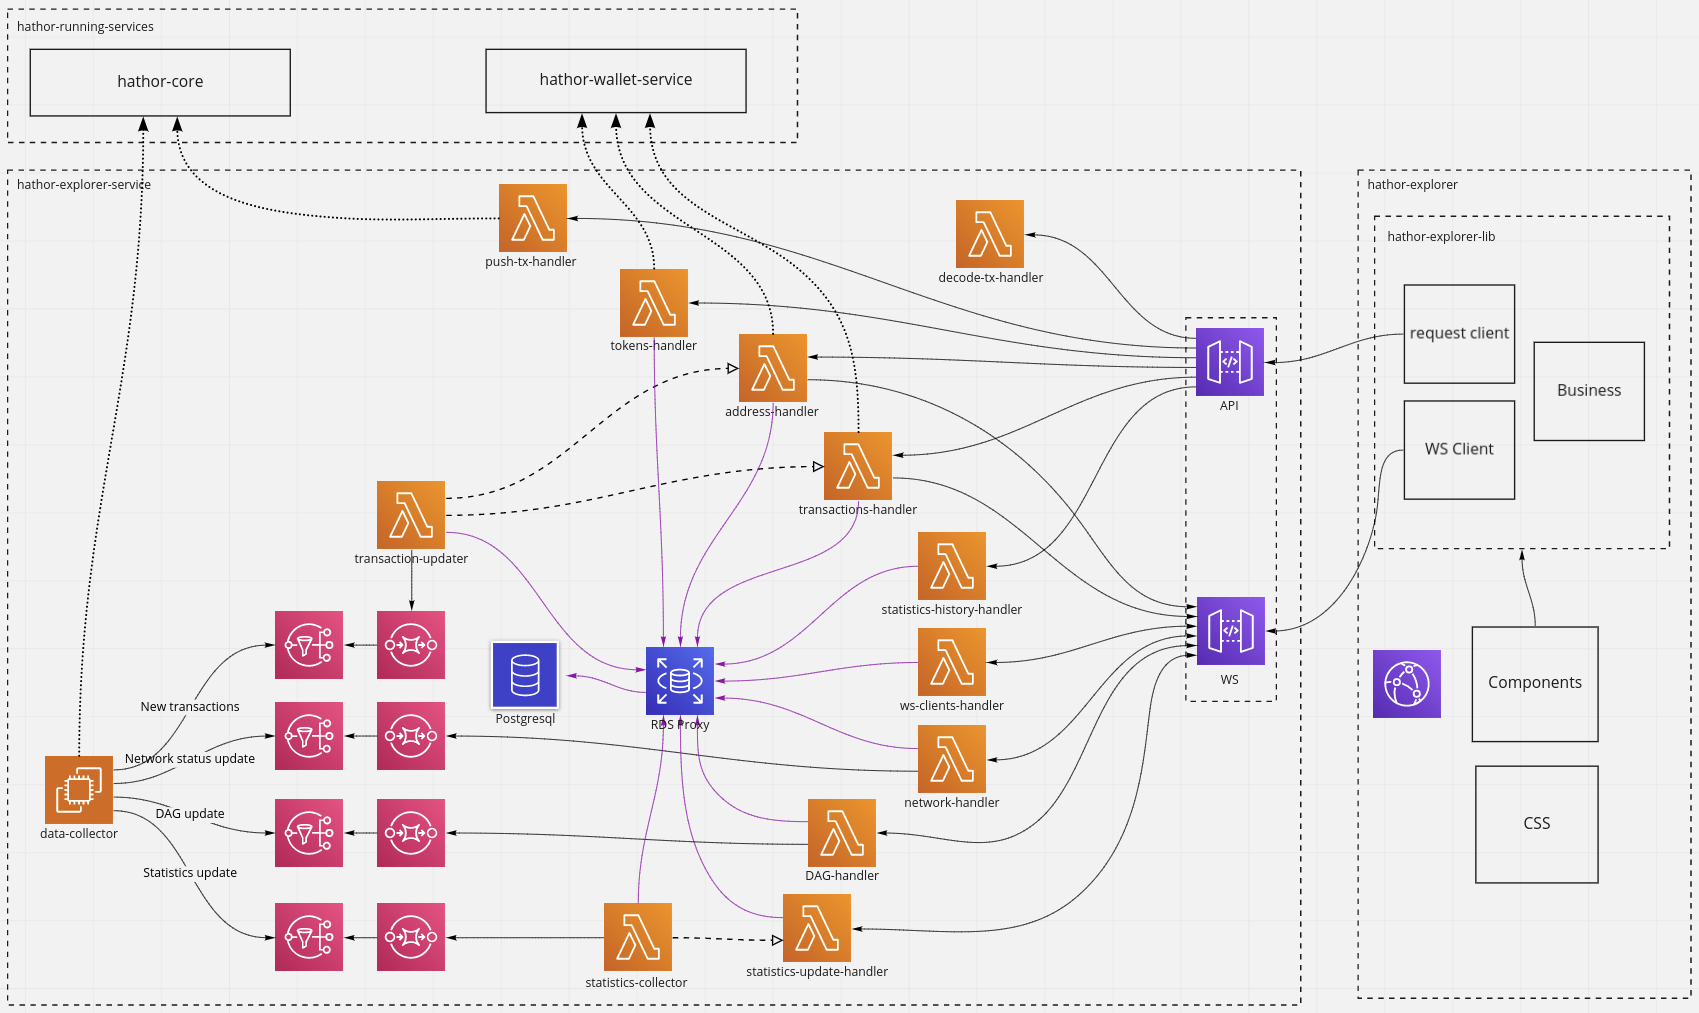 hathor-running-services
hathor-core
hathor-wallet-service
hathor-explorer-service
push-tx-handler
decode-tx-handler
tokens-handler
address-handler
API
transactions-handler
transaction-updater
statistics-history-handler
ws-clients-handler
WS
Postgresql
RDS Proxy
New transactions
Network status update
network-handler
DAG update
data-collector
DAG-handler
Statistics update
statistics-update-handler
statistics-collector
hathor-explorer
hathor-explorer-lib
request client
Business
WS Client
Components
CSS